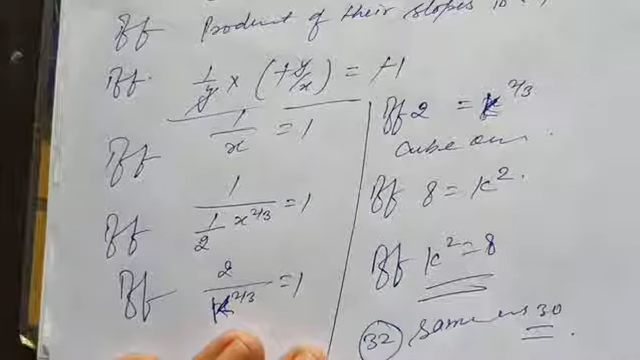 Iff Product of their slopes is
Iff 1/y × (+y/x) = +1
Iff 1/x = 1
Iff 1/(1/2 x^2/3) = 1
Iff 2/k^2/3 = 1
Iff 2 = k^2/3
Cube on
Iff 8 = k^2.
Iff k^2 = 8
32 Same as 30.